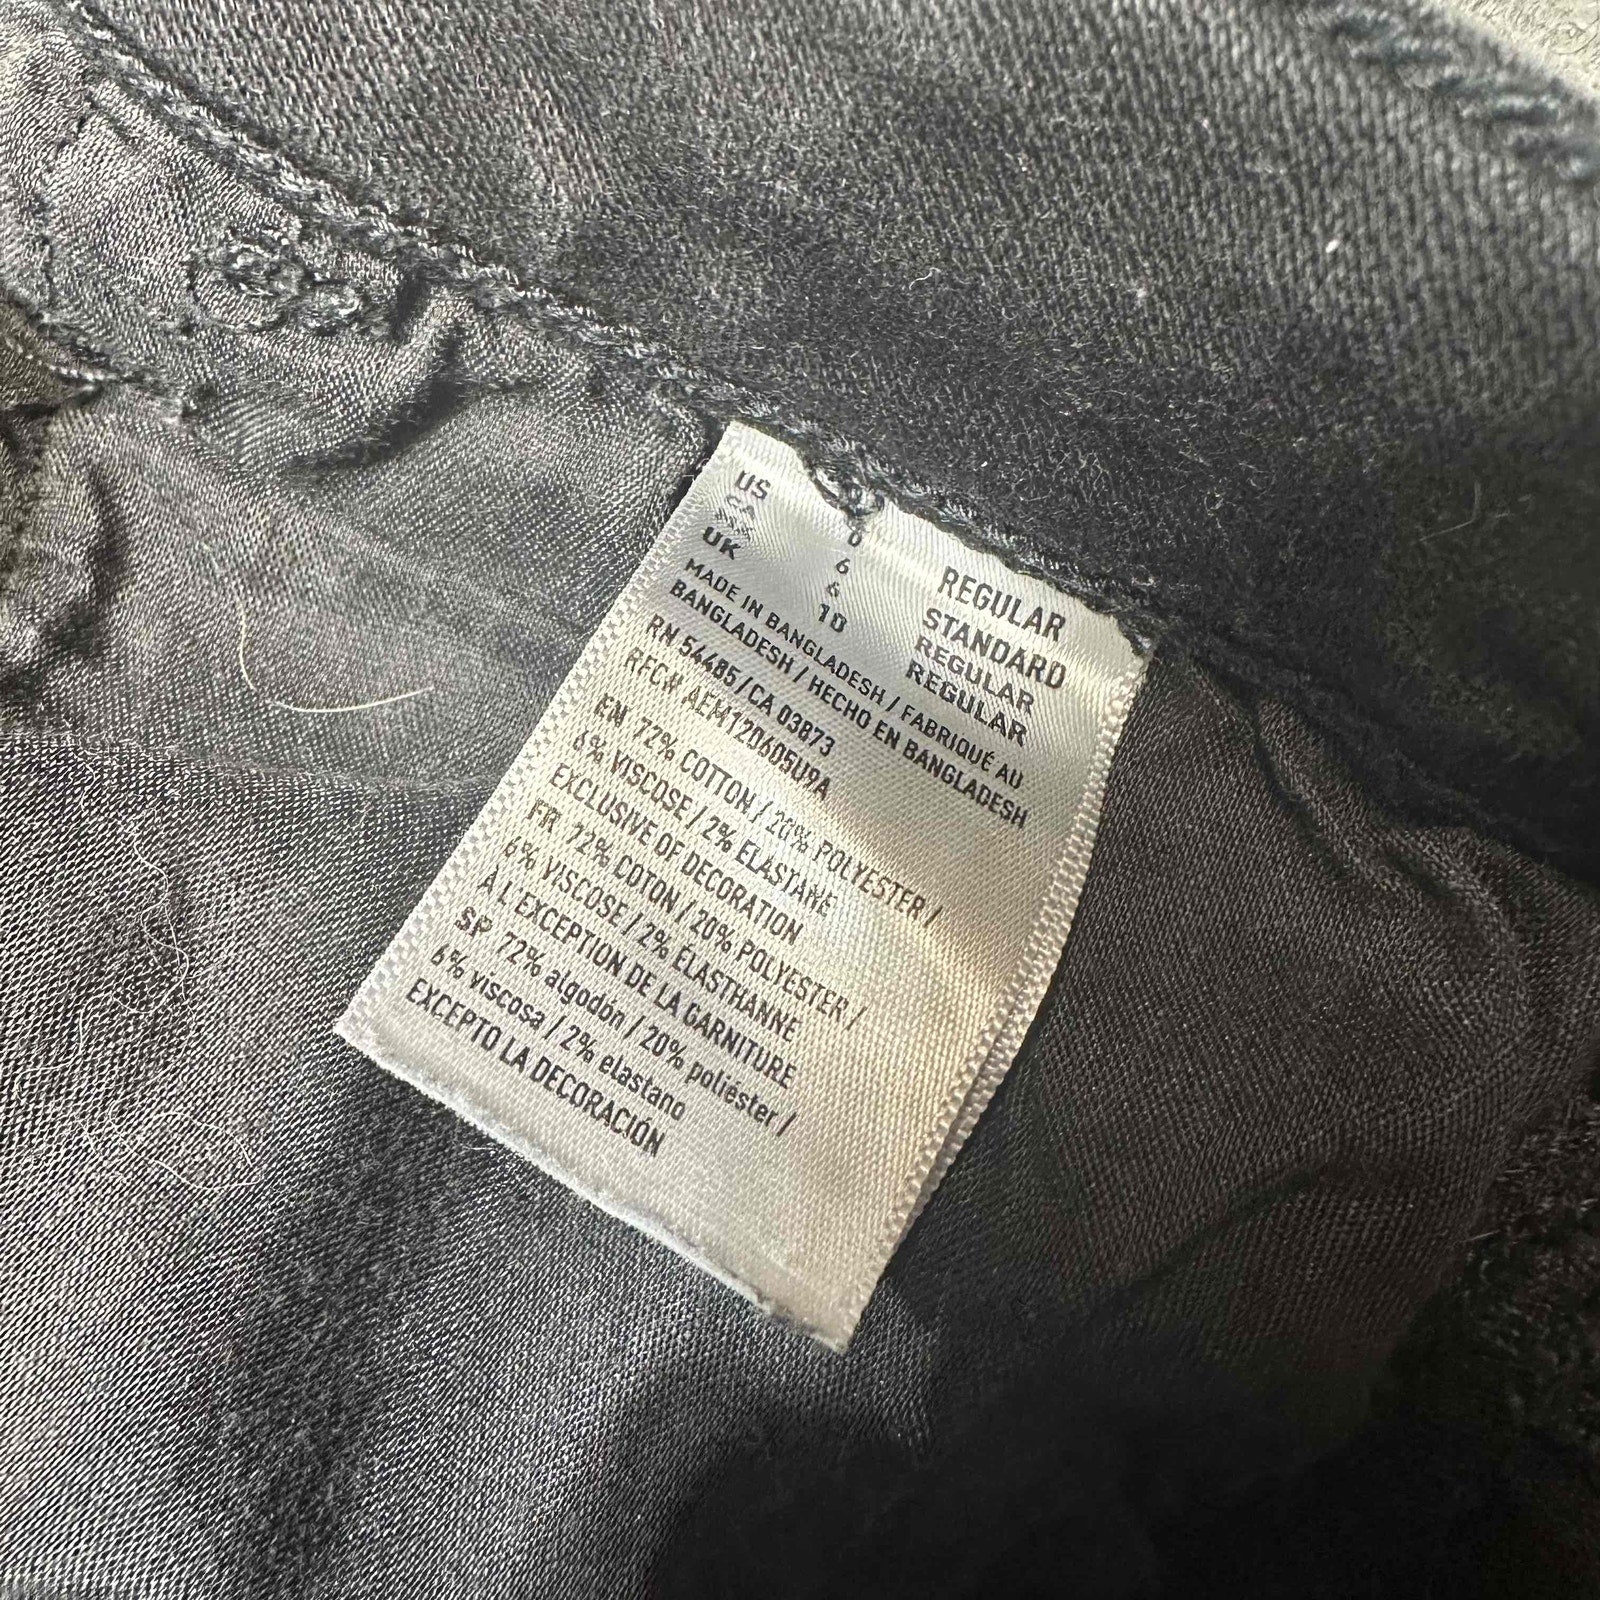 US REGULAR
CA 6 STANDARD
6 REGULAR
UK 10 REGULAR
MADE IN BANGLADESH / FABRIQUÉ AU
BANGLADESH / HECHO EN BANGLADESH
RN 54485/CA 03873
RFC# AEM120605U9A
EN 72% COTTON / 20% POLYESTER /
6% VISCOSE / 2% ELASTANE
EXCLUSIVE OF DECORATION
FR 72% COTON / 20% POLYESTER /
6% VISCOSE / 2% ÉLASTHANNE
À L'EXCEPTION DE LA GARNITURE
SP 72% algodón / 20% poliéster /
6% viscosa / 2% elastano
EXCEPTO LA DECORACIÓN